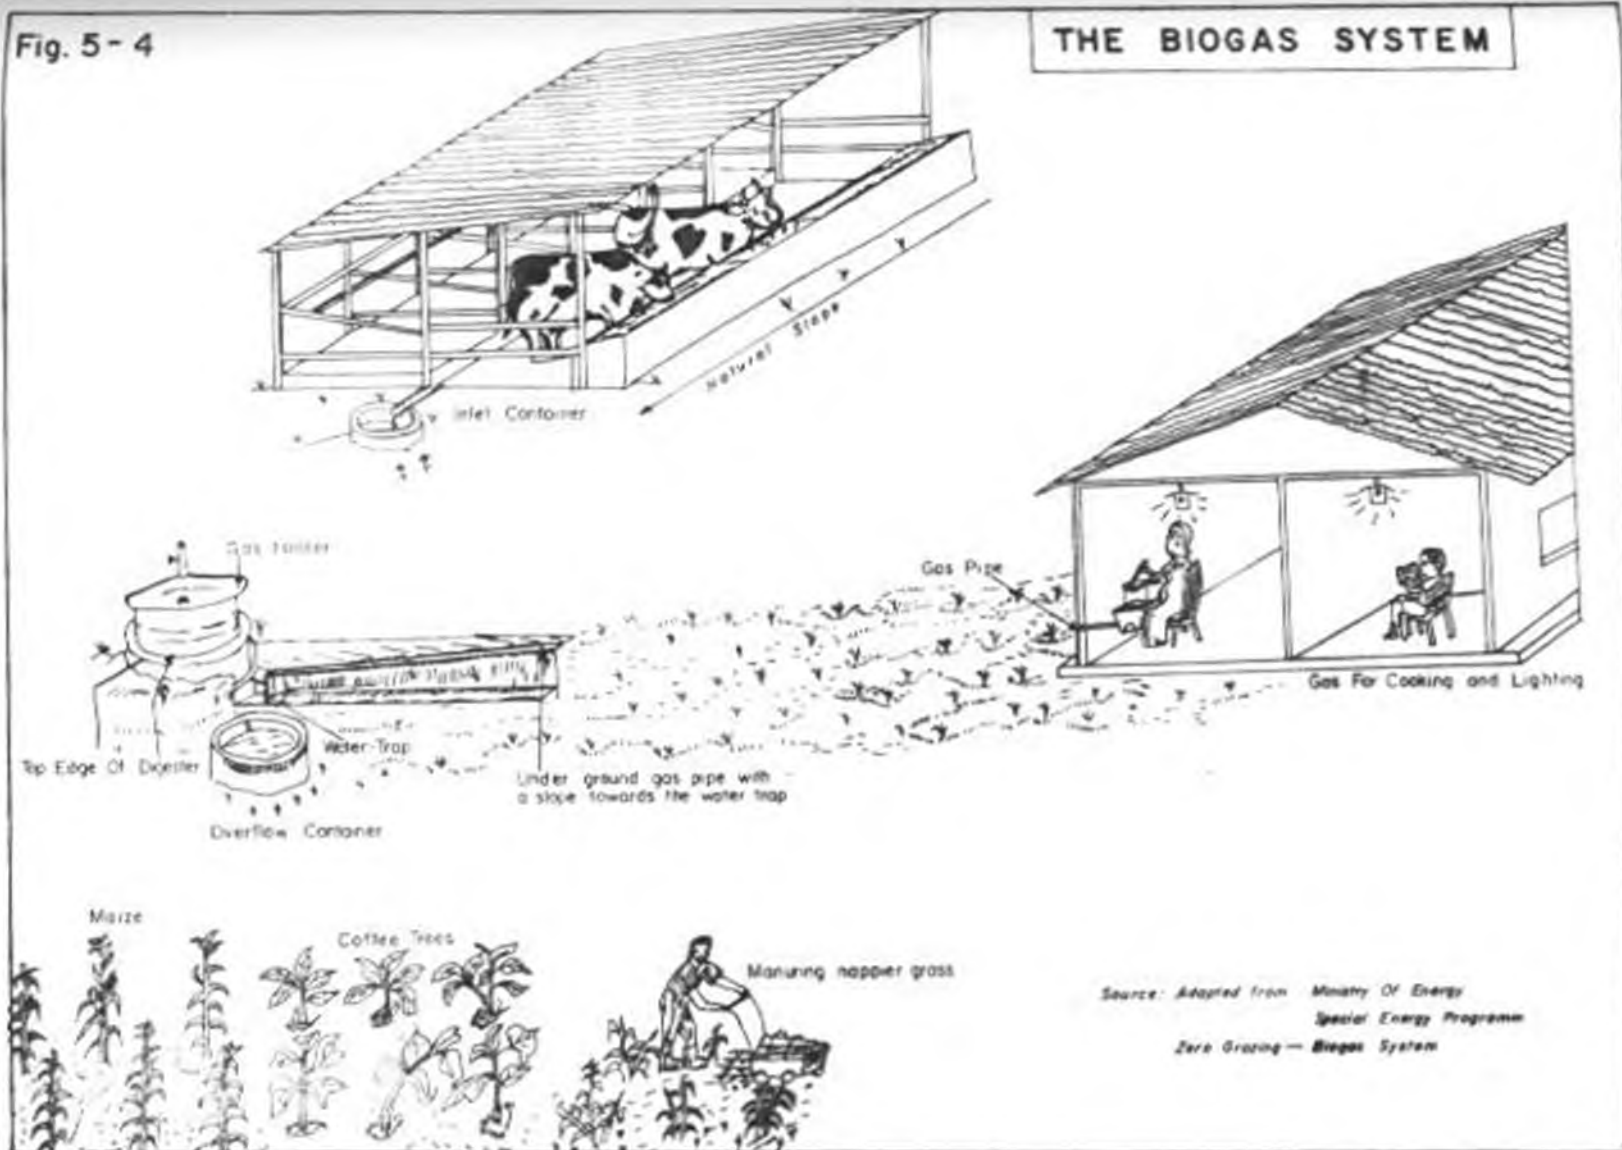 Fig. 5-4
THE BIOGAS SYSTEM
Natural Slope
Inlet Container
Gas holder
Gas Pipe
Gas For Cooking and Lighting
Water Trap
Top Edge Of Digester
Under ground gas pipe with
a slope towards the water trap
Overflow Container
Maize
Coffee Trees
Manuring nappier grass
Source: Adapted from Ministry Of Energy
Special Energy Programm
Zero Grazing — Biogas System